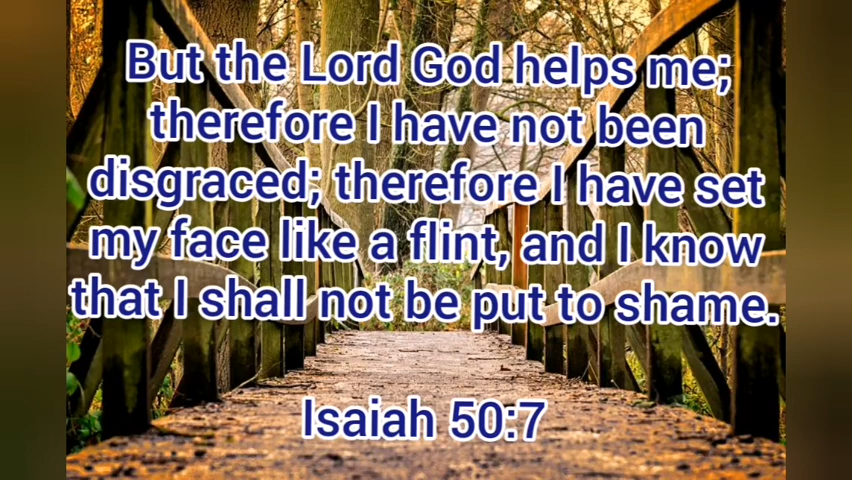 But the Lord God helps me;
therefore I have not been
disgraced; therefore I have set
my face like a flint, and I know
that I shall not be put to shame.
Isaiah 50:7